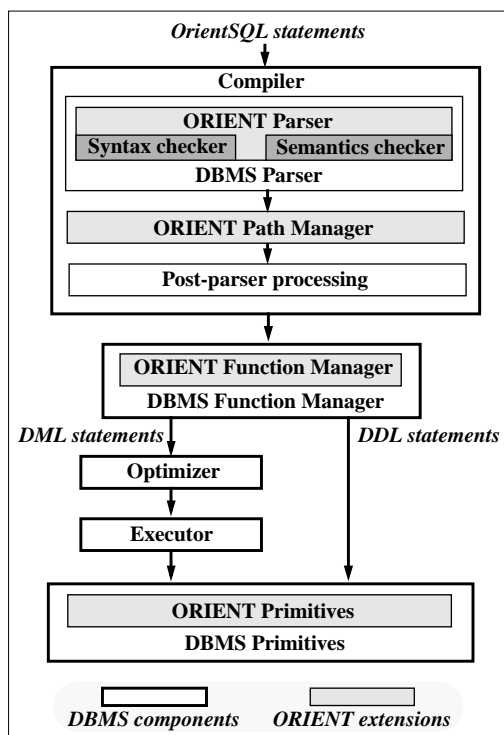 OrientSQL statements
Compiler
ORIENT Parser
Syntax checker
Semantics checker
DBMS Parser
ORIENT Path Manager
Post-parser processing
ORIENT Function Manager
DBMS Function Manager
DML statements
DDL statements
Optimizer
Executor
ORIENT Primitives
DBMS Primitives
DBMS components
ORIENT extensions